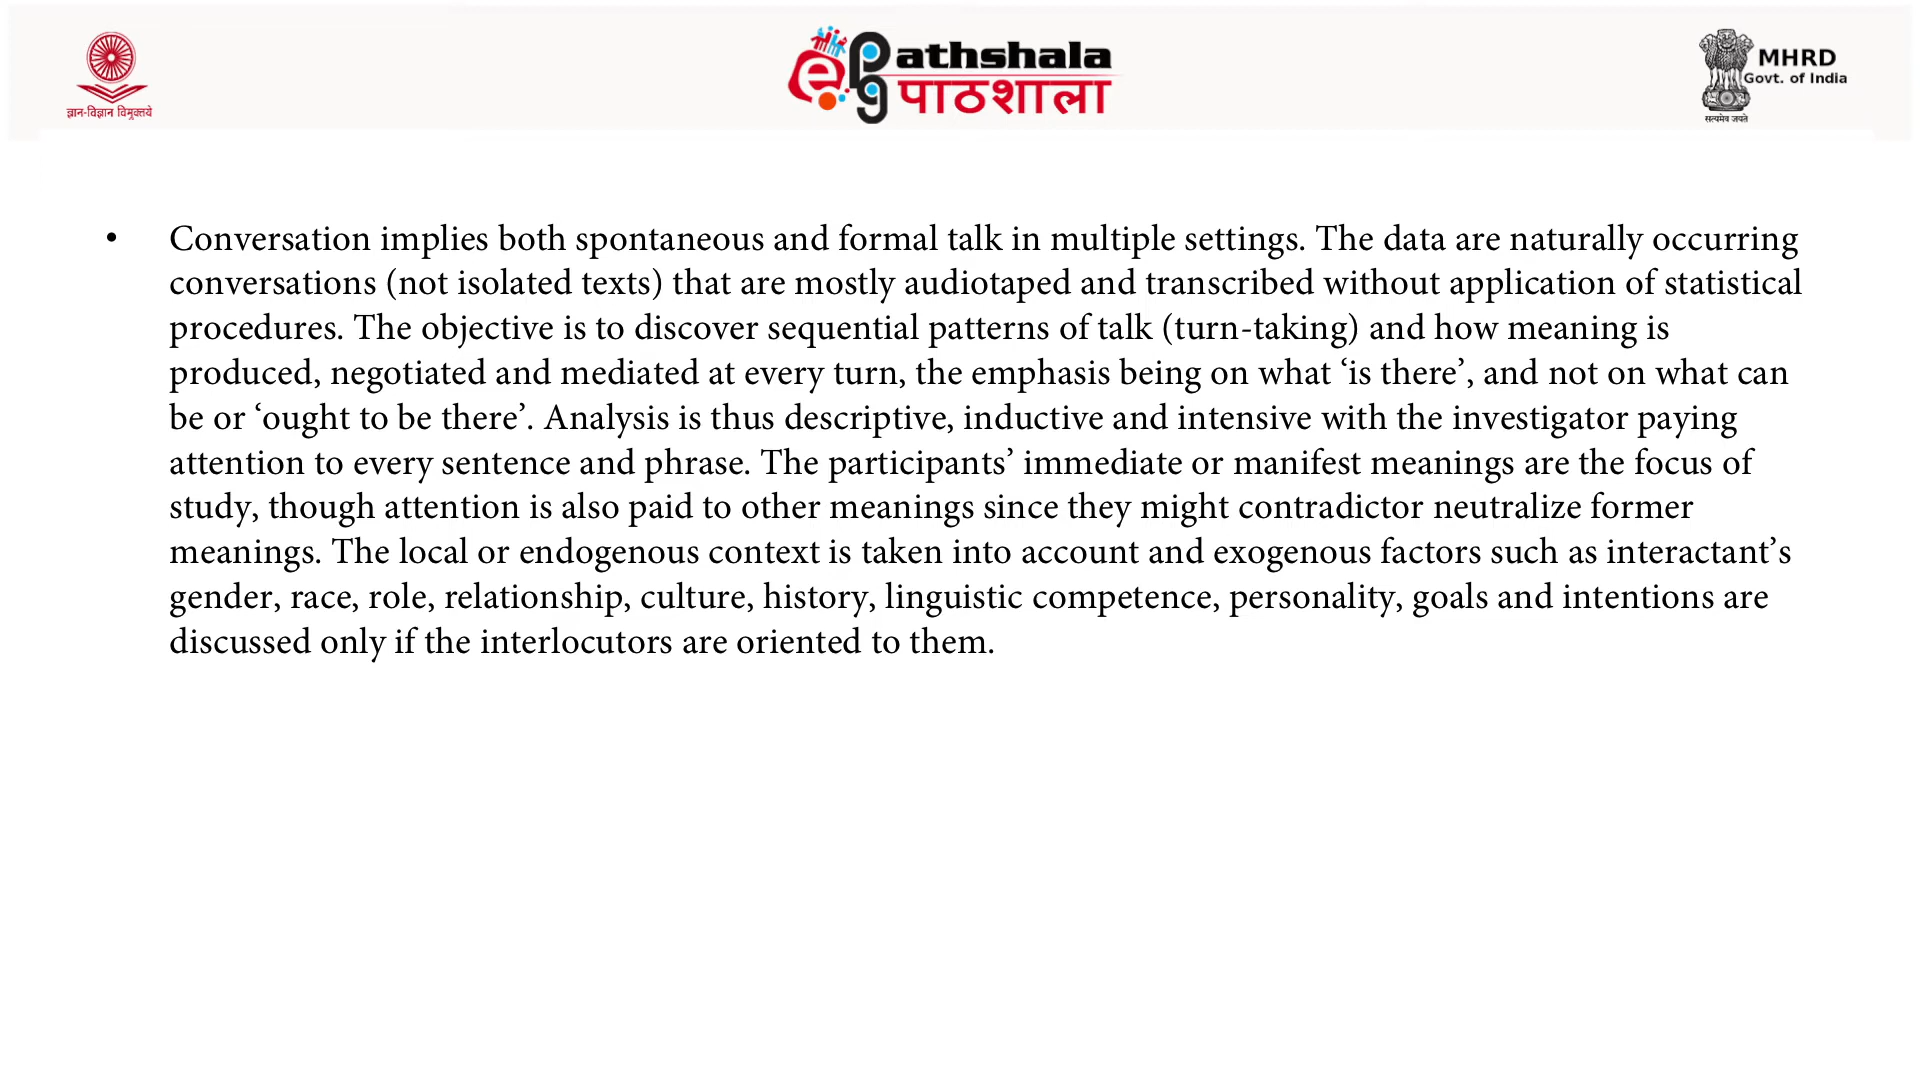 ज्ञान-विज्ञान विमुक्तये
e pg athshala
पाठशाला
MHRD
Govt. of India
सत्यमेव जयते
• Conversation implies both spontaneous and formal talk in multiple settings. The data are naturally occurring
conversations (not isolated texts) that are mostly audiotaped and transcribed without application of statistical
procedures. The objective is to discover sequential patterns of talk (turn-taking) and how meaning is
produced, negotiated and mediated at every turn, the emphasis being on what ‘is there’, and not on what can
be or ‘ought to be there’. Analysis is thus descriptive, inductive and intensive with the investigator paying
attention to every sentence and phrase. The participants’ immediate or manifest meanings are the focus of
study, though attention is also paid to other meanings since they might contradictor neutralize former
meanings. The local or endogenous context is taken into account and exogenous factors such as interactant’s
gender, race, role, relationship, culture, history, linguistic competence, personality, goals and intentions are
discussed only if the interlocutors are oriented to them.